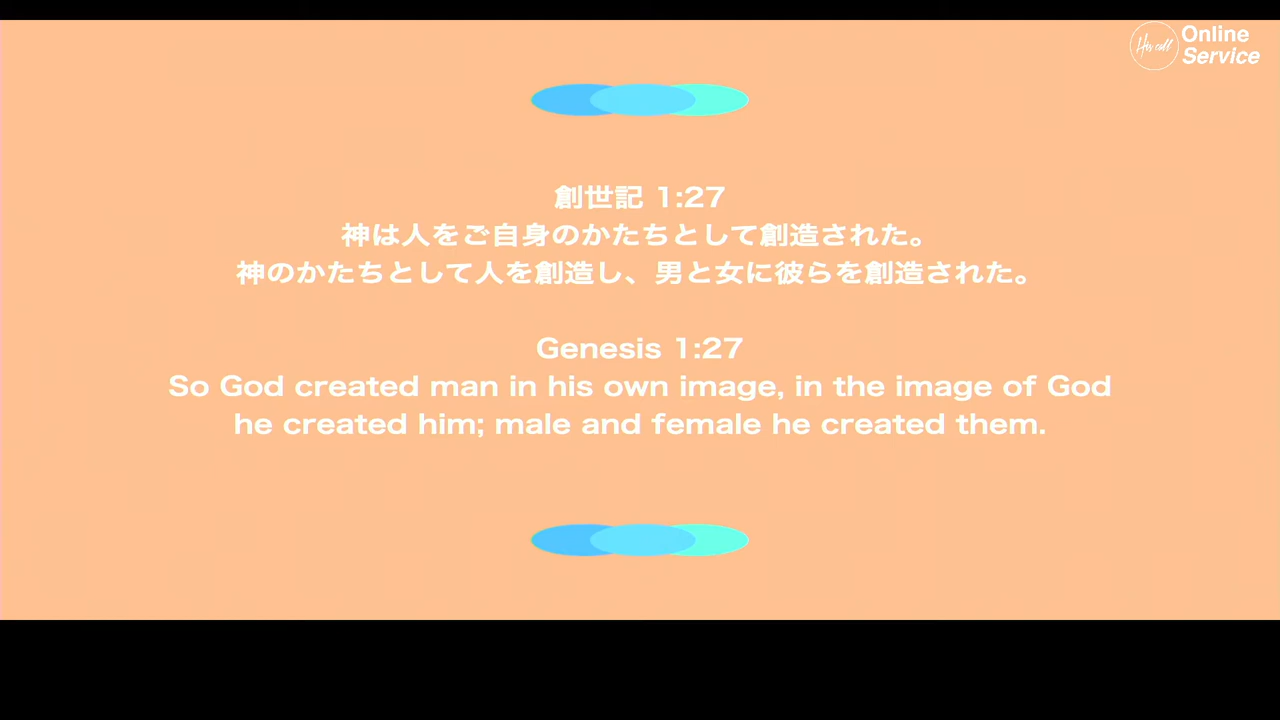 His call
Online
Service
創世記 1:27
神は人をご自身のかたちとして創造された。
神のかたちとして人を創造し、男と女に彼らを創造された。
Genesis 1:27
So God created man in his own image, in the image of God
he created him; male and female he created them.